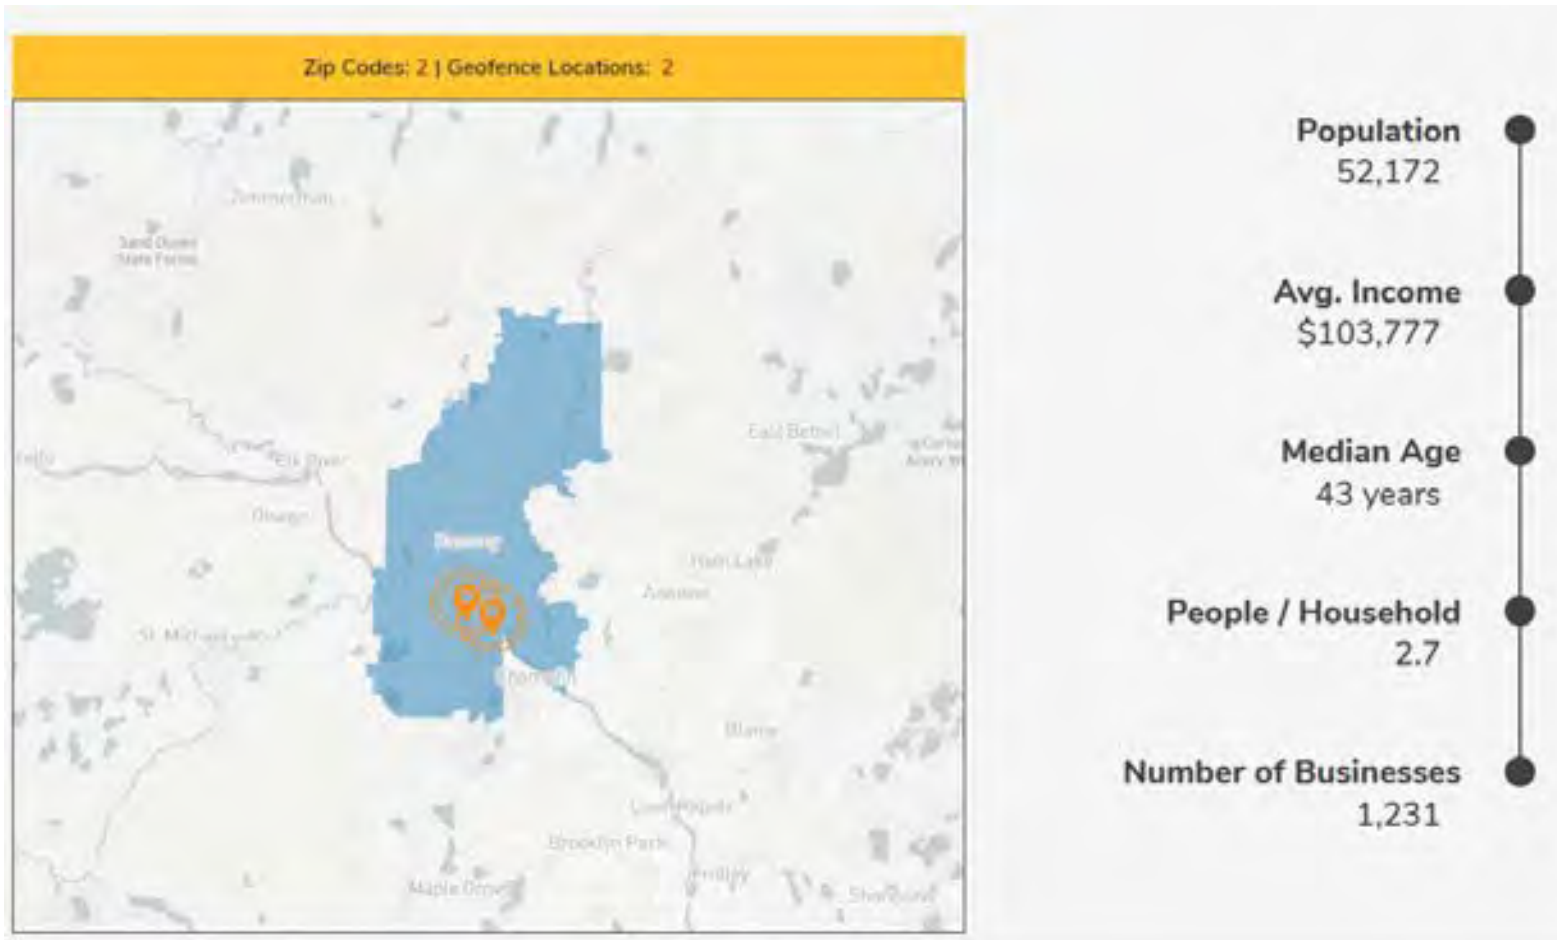 Zip Codes: 2 | Geofence Locations: 2
Zimmerman
Sand Dunes
State Forest
Elk River
East Bethel
Otsego
Ham Lake
Andover
St. Michael
Champlin
Blaine
Coon Rapids
Brooklyn Park
Fridley
Maple Grove
Shoreview
Population
52,172
Avg. Income
$103,777
Median Age
43 years
People / Household
2.7
Number of Businesses
1,231